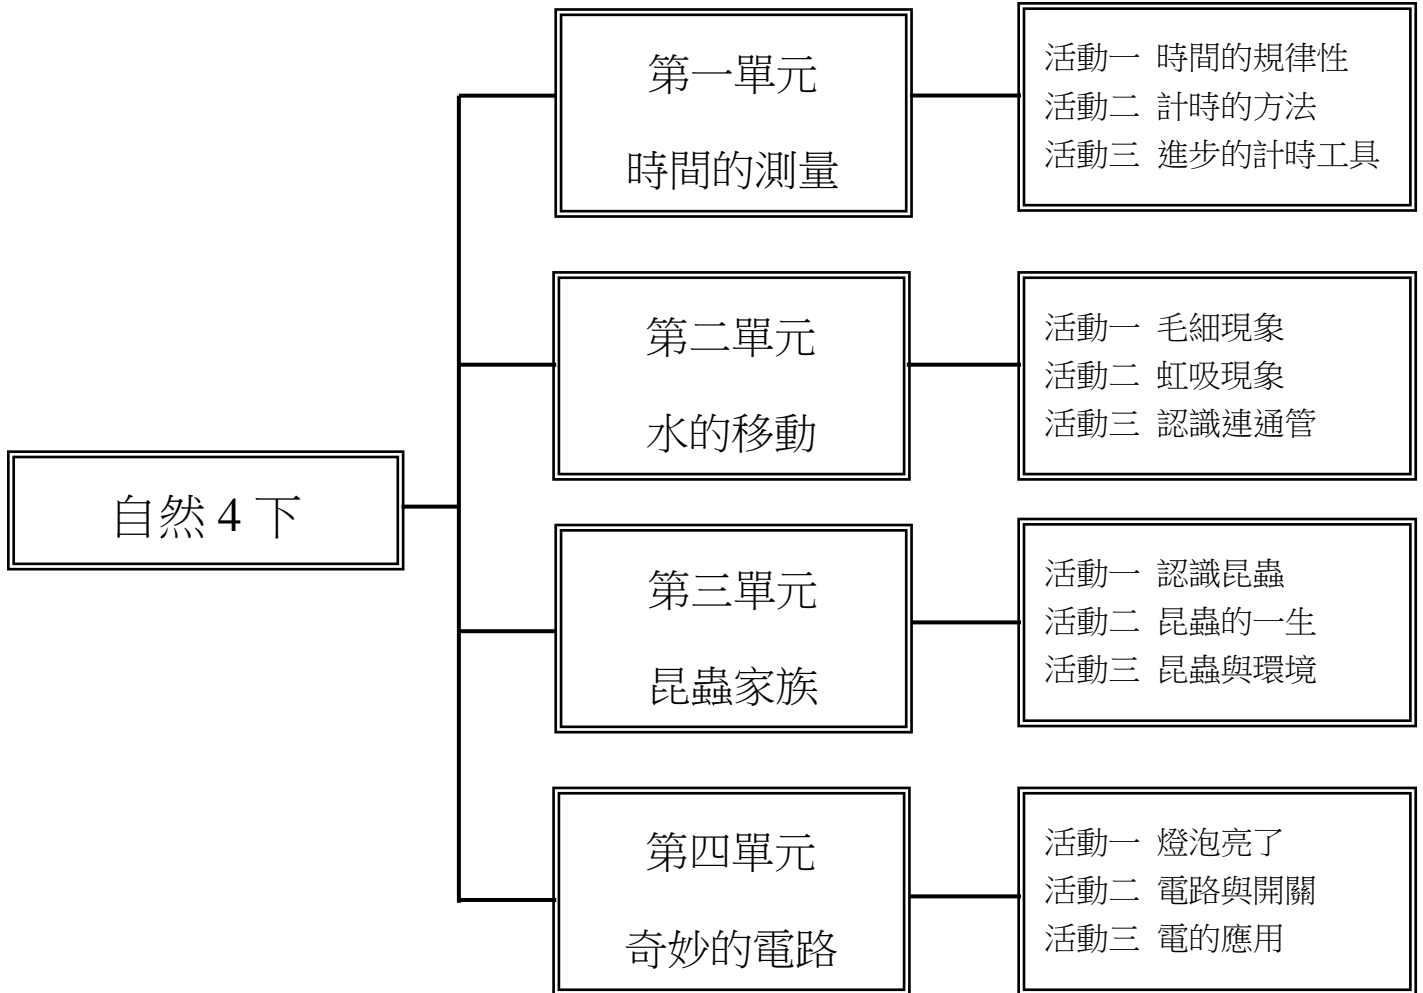 自然 4 下
第一單元
時間的測量
活動一 時間的規律性
活動二 計時的方法
活動三 進步的計時工具
第二單元
水的移動
活動一 毛細現象
活動二 虹吸現象
活動三 認識連通管
第三單元
昆蟲家族
活動一 認識昆蟲
活動二 昆蟲的一生
活動三 昆蟲與環境
第四單元
奇妙的電路
活動一 燈泡亮了
活動二 電路與開關
活動三 電的應用